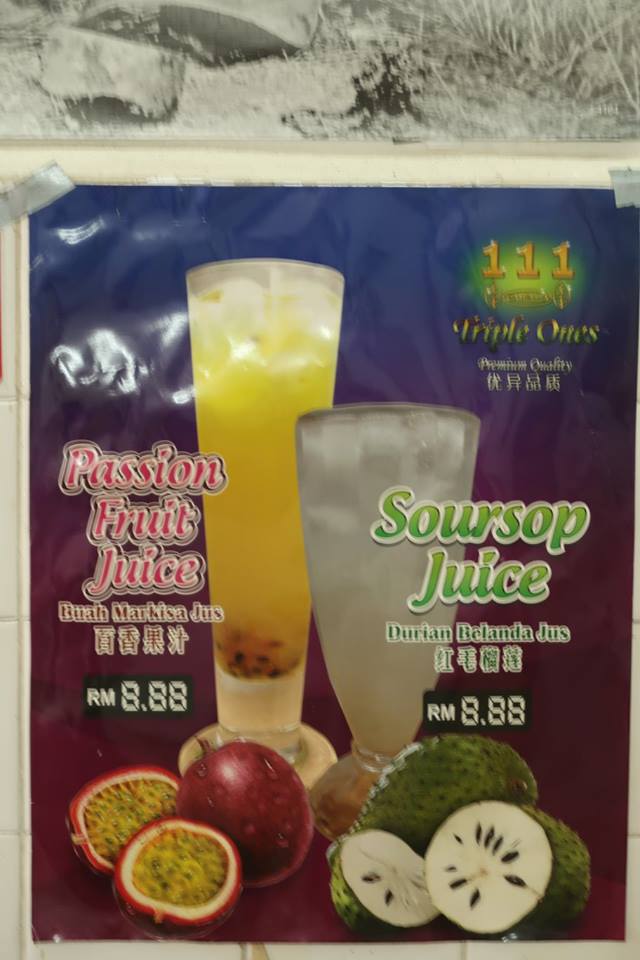 111
Triple Ones
Premium Quality
优异品质
Passion
Fruit
Juice
Buah Markisa Jus
百香果汁
RM 8.88
Soursop
Juice
Durian Belanda Jus
红毛榴莲
RM 8.88